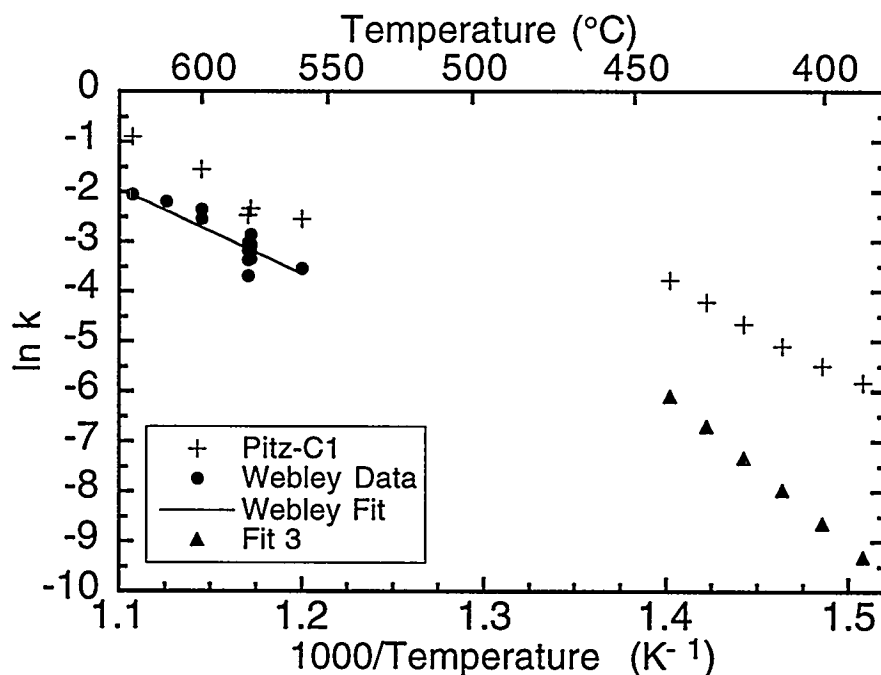 Temperature (°C)
600 550 500 440 400
0
-1
-2
-3
-4
-5
-6
-7
-8
-9
-10
ln k
Pitz-C1
Webley Data
Webley Fit
Fit 3
1.1 1.2 1.3 1.4 1.5
1000/Temperature (K⁻¹)